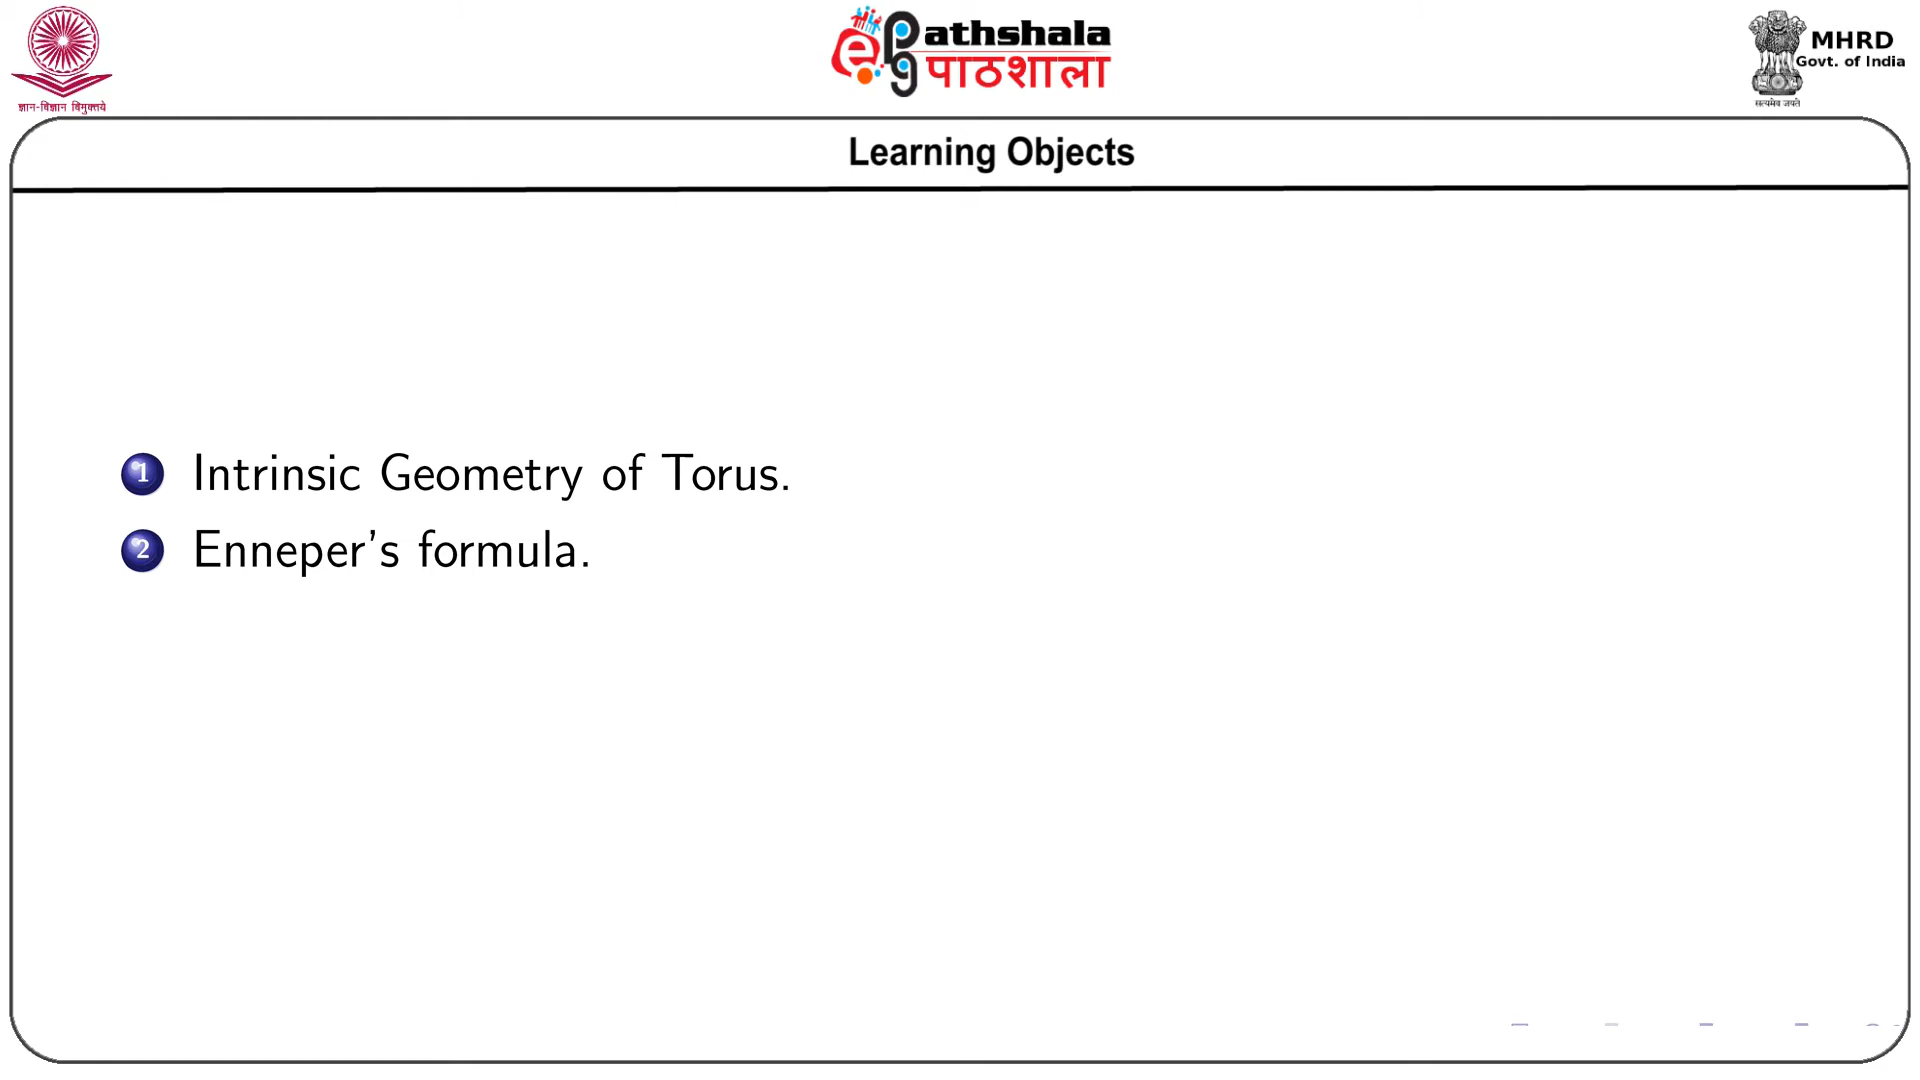 ज्ञान-विज्ञान विमुक्तये
ePG
athshala
पाठशाला
MHRD
Govt. of India
सत्यमेव जयते
Learning Objects
1 Intrinsic Geometry of Torus.
2 Enneper's formula.